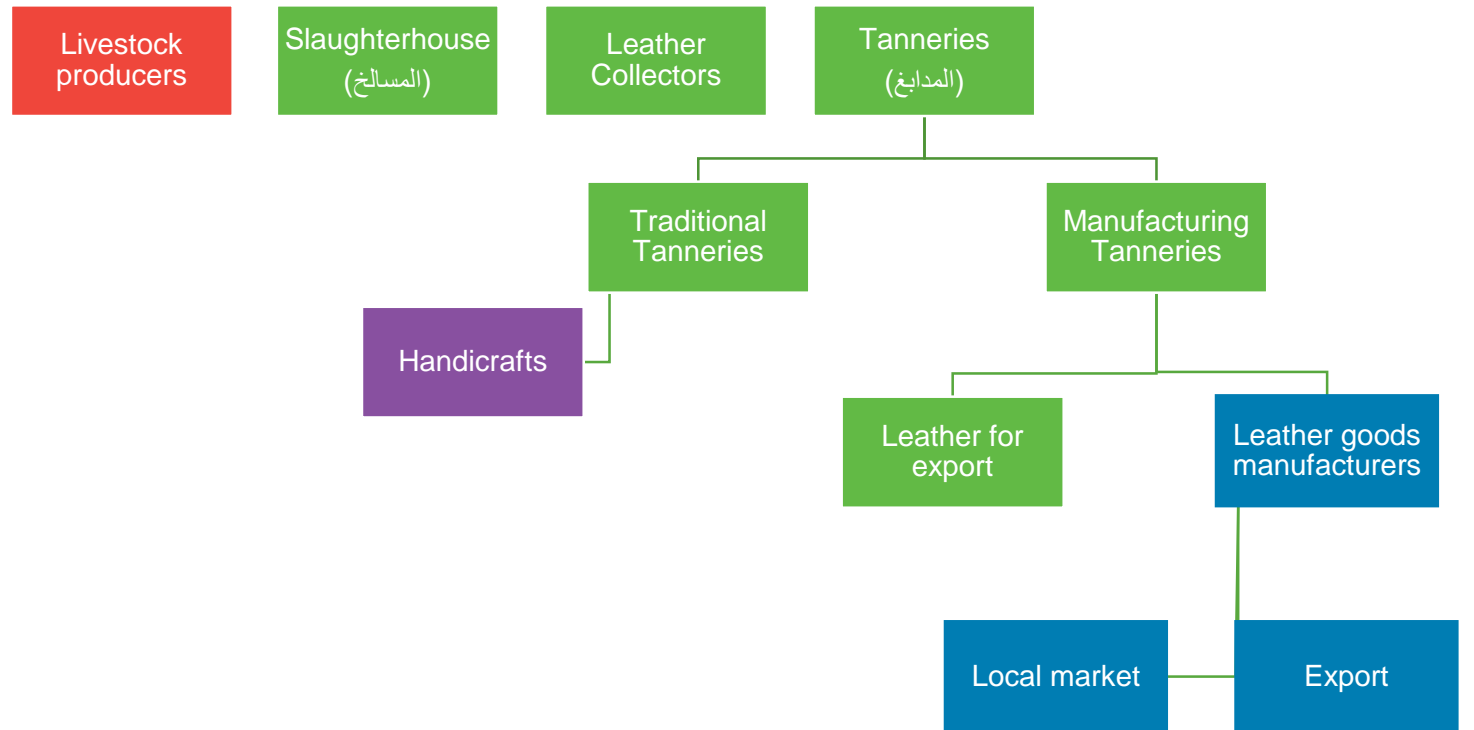 Livestock
producers
Slaughterhouse
(المسالخ)
Leather
Collectors
Tanneries
(المدابغ)
Traditional
Tanneries
Manufacturing
Tanneries
Handicrafts
Leather for
export
Leather goods
manufacturers
Local market
Export